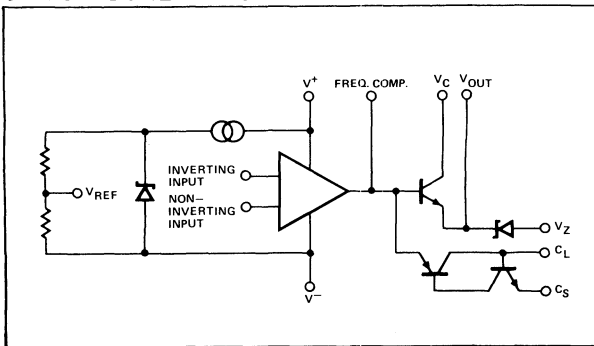 V+
FREQ. COMP.
VC
VOUT
INVERTING
INPUT
NON-
INVERTING
INPUT
VREF
VZ
CL
CS
V-